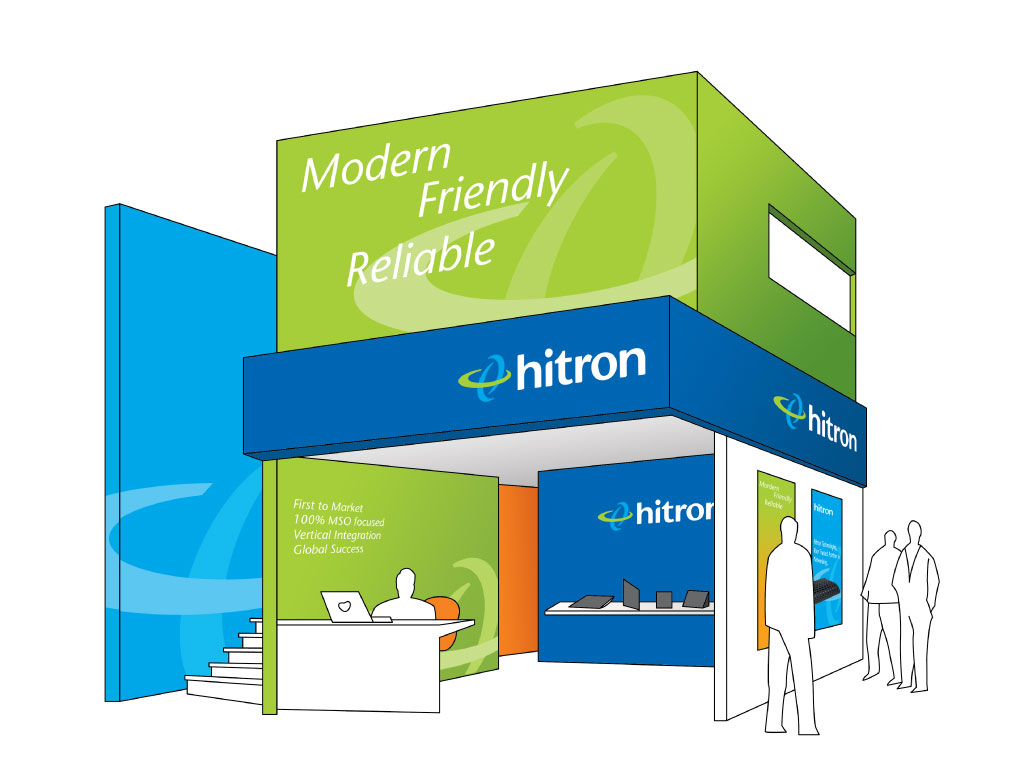 Modern
Friendly
Reliable
hitron
hitron
First to Market
100% MSO focused
Vertical Integration
Global Success
hitron
Modern
Friendly
Reliable
hitron